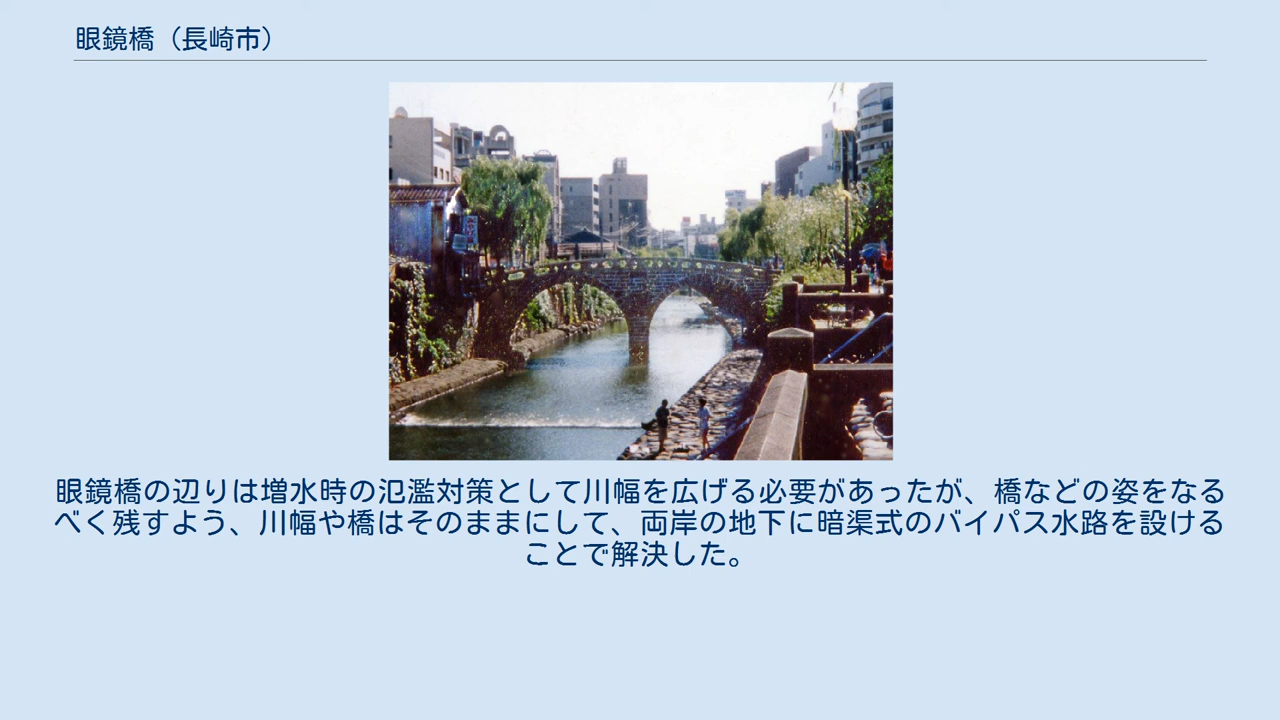 眼鏡橋（長崎市）
眼鏡橋の辺りは増水時の氾濫対策として川幅を広げる必要があったが、橋などの姿をなる
べく残すよう、川幅や橋はそのままにして、両岸の地下に暗渠式のバイパス水路を設ける
ことで解決した。